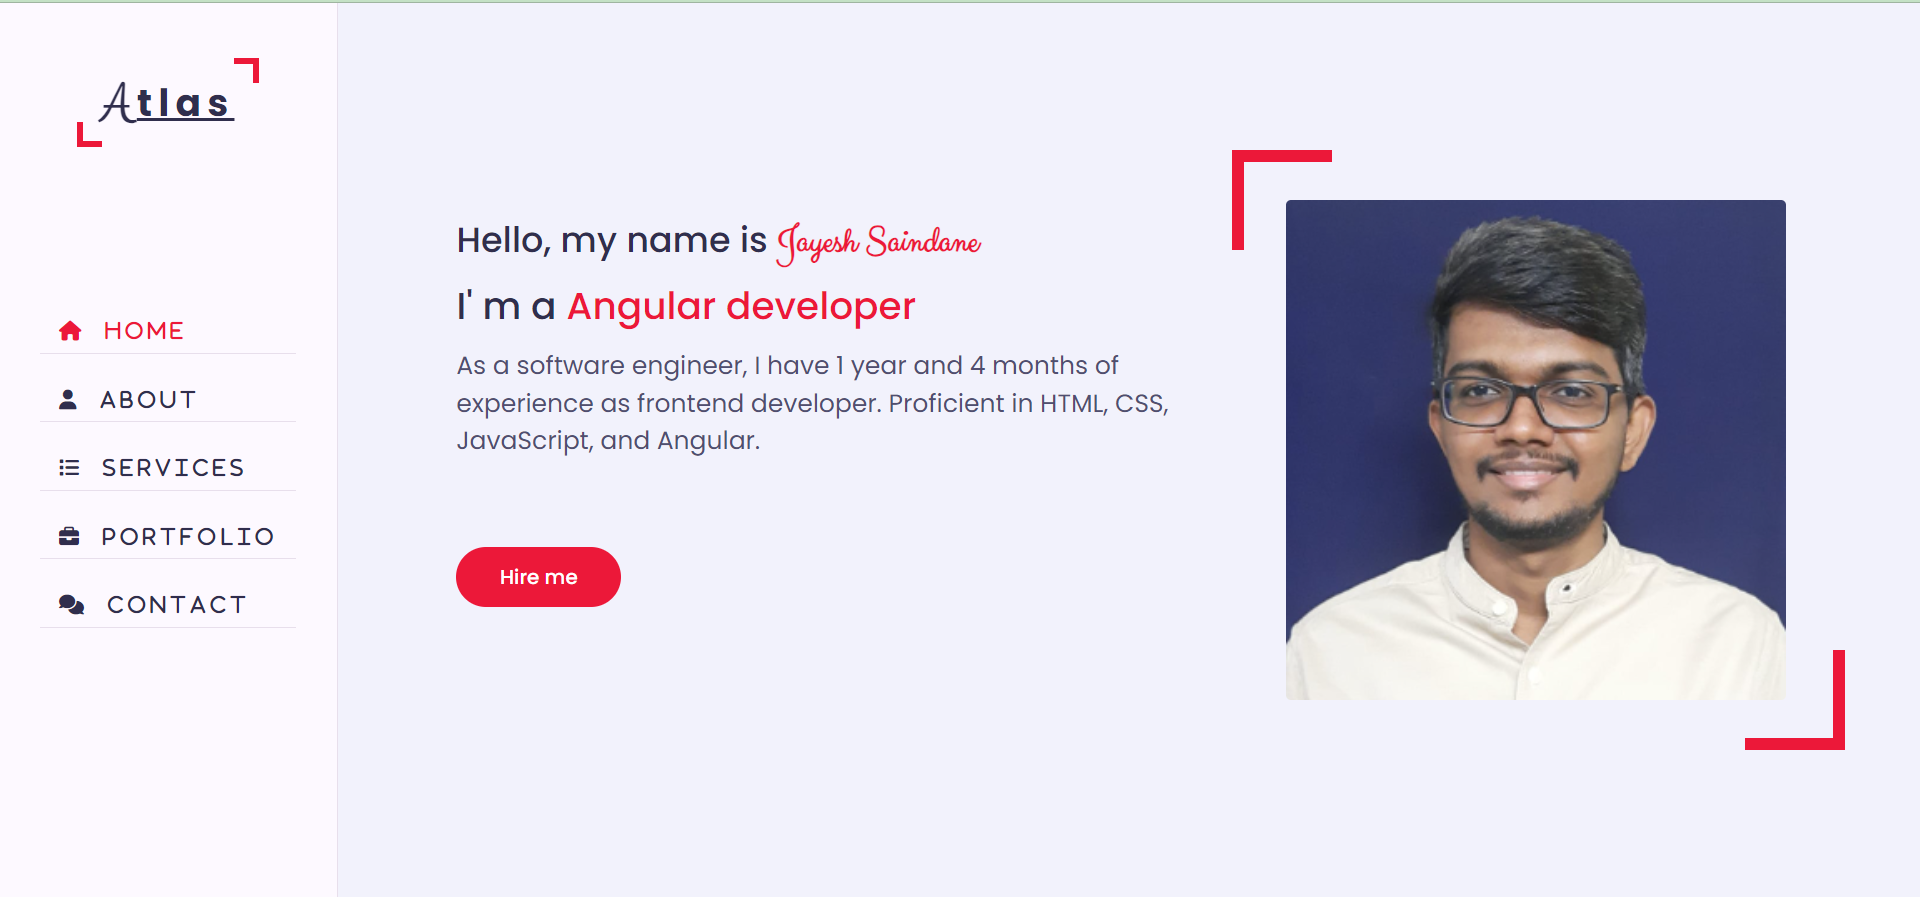 Atlas
HOME
ABOUT
SERVICES
PORTFOLIO
CONTACT
Hello, my name is Jayesh Saindane
I' m a Angular developer
As a software engineer, I have 1 year and 4 months of
experience as frontend developer. Proficient in HTML, CSS,
JavaScript, and Angular.
Hire me